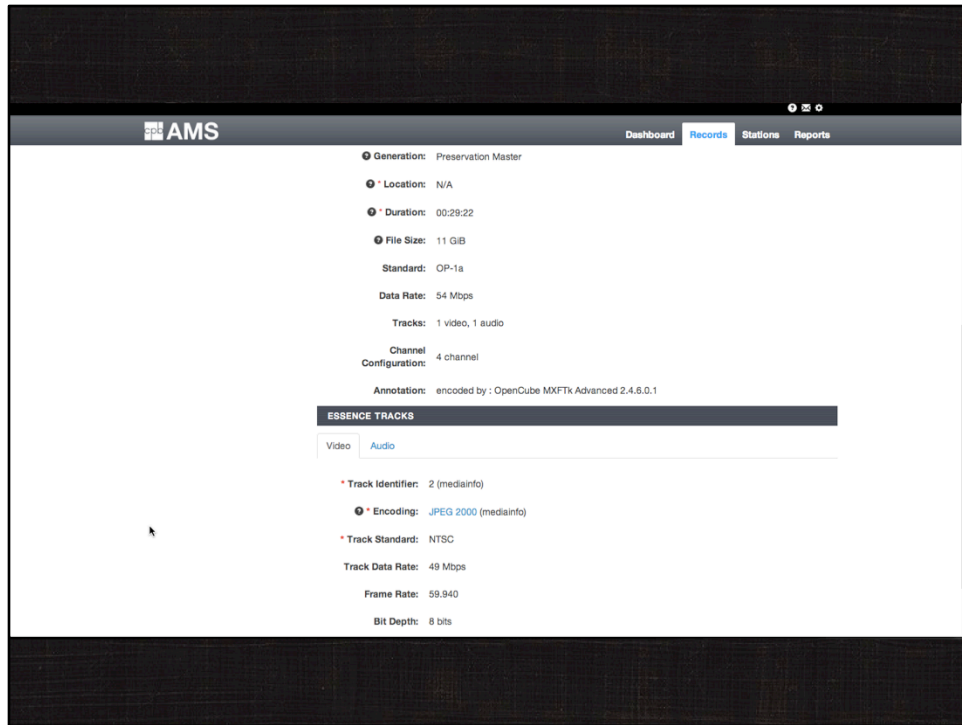 cpb AMS
Dashboard Records Stations Reports
Generation: Preservation Master
* Location: N/A
* Duration: 00:29:22
File Size: 11 GiB
Standard: OP-1a
Data Rate: 54 Mbps
Tracks: 1 video, 1 audio
Channel
Configuration: 4 channel
Annotation: encoded by : OpenCube MXFTk Advanced 2.4.6.0.1
ESSENCE TRACKS
Video Audio
* Track Identifier: 2 (mediainfo)
* Encoding: JPEG 2000 (mediainfo)
* Track Standard: NTSC
Track Data Rate: 49 Mbps
Frame Rate: 59.940
Bit Depth: 8 bits